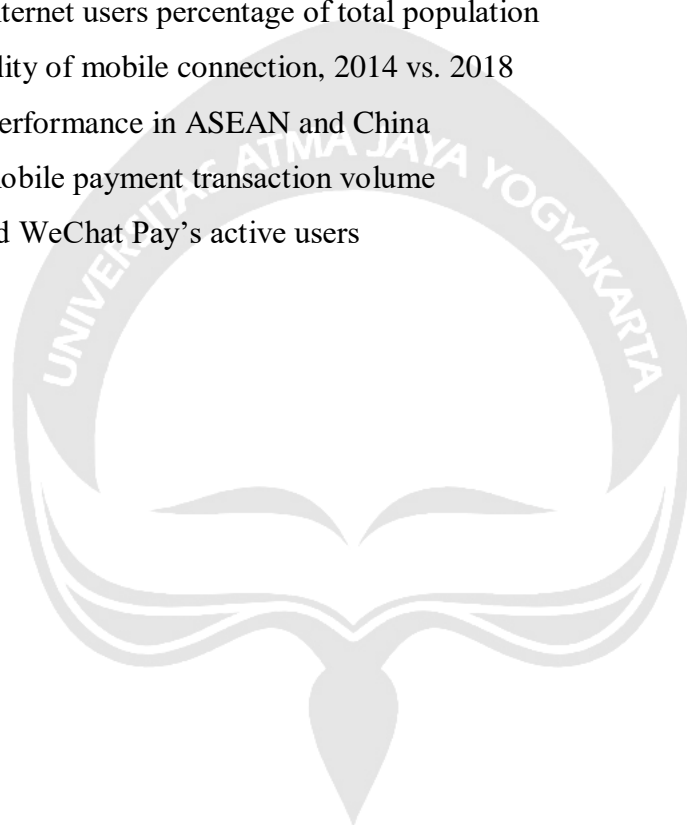 ternet users percentage of total population
lity of mobile connection, 2014 vs. 2018
erformance in ASEAN and China
obile payment transaction volume
d WeChat Pay’s active users
UNIVERSITAS ATMA JAYA YOGYAKARTA